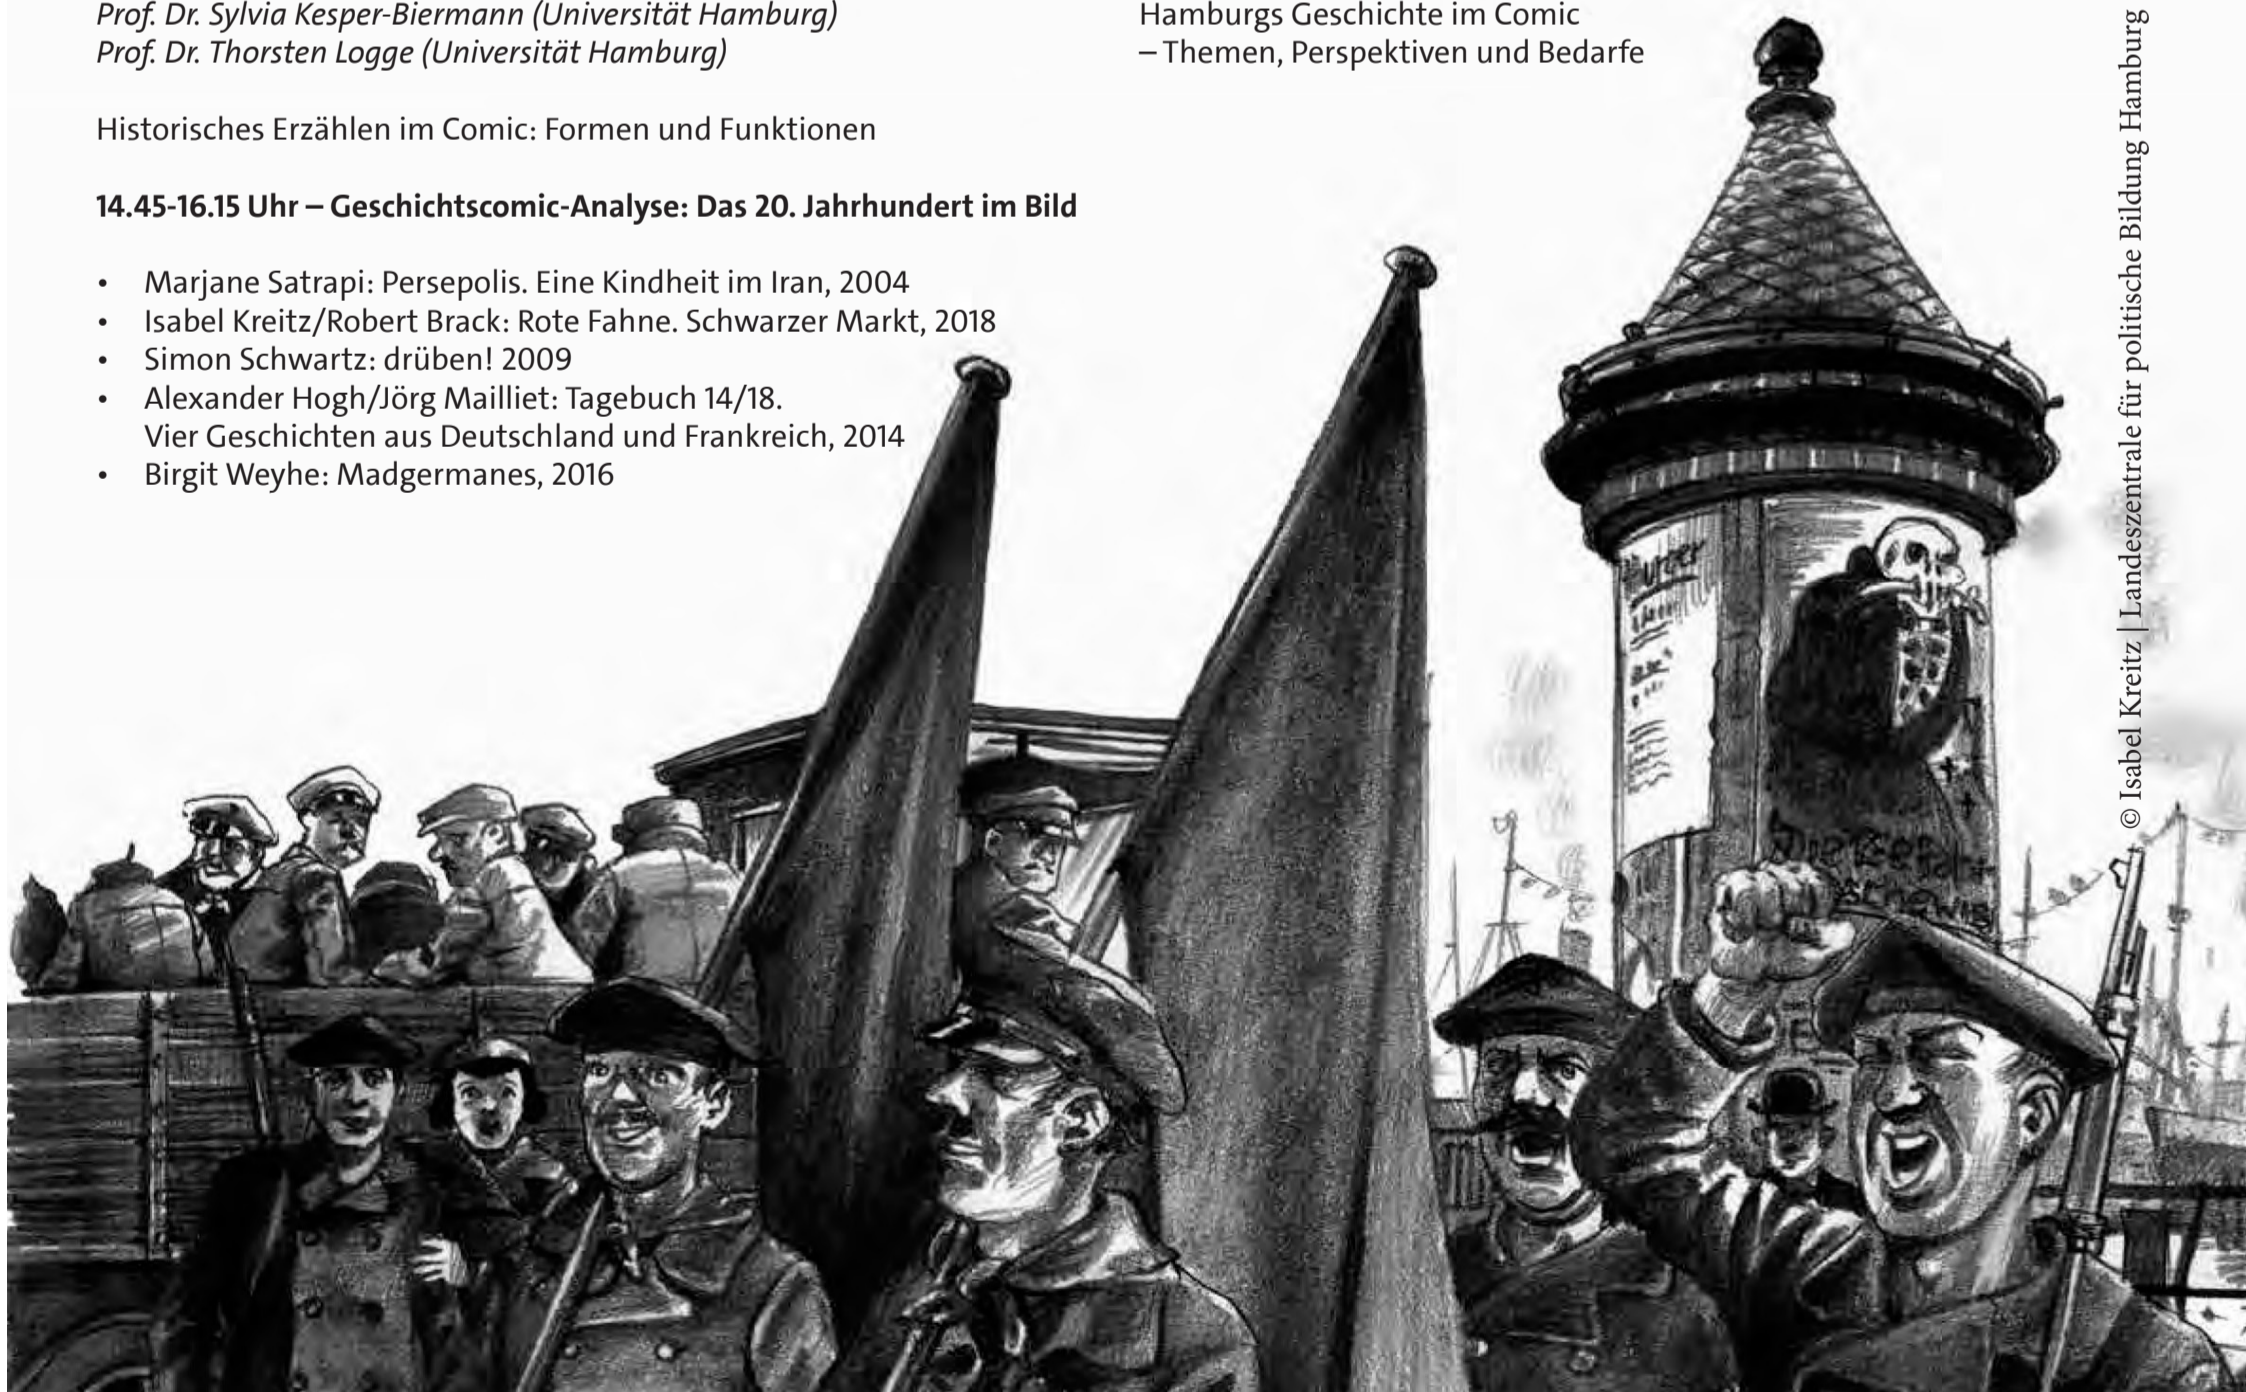 Prof. Dr. Sylvia Kesper-Biermann (Universität Hamburg)
Prof. Dr. Thorsten Logge (Universität Hamburg)
Historisches Erzählen im Comic: Formen und Funktionen
14.45-16.15 Uhr – Geschichtscomic-Analyse: Das 20. Jahrhundert im Bild
• Marjane Satrapi: Persepolis. Eine Kindheit im Iran, 2004
• Isabel Kreitz/Robert Brack: Rote Fahne. Schwarzer Markt, 2018
• Simon Schwartz: drüben! 2009
• Alexander Hogh/Jörg Mailliet: Tagebuch 14/18.
Vier Geschichten aus Deutschland und Frankreich, 2014
• Birgit Weyhe: Madgermanes, 2016
Hamburgs Geschichte im Comic
– Themen, Perspektiven und Bedarfe
© Isabel Kreitz | Landeszentrale für politische Bildung Hamburg